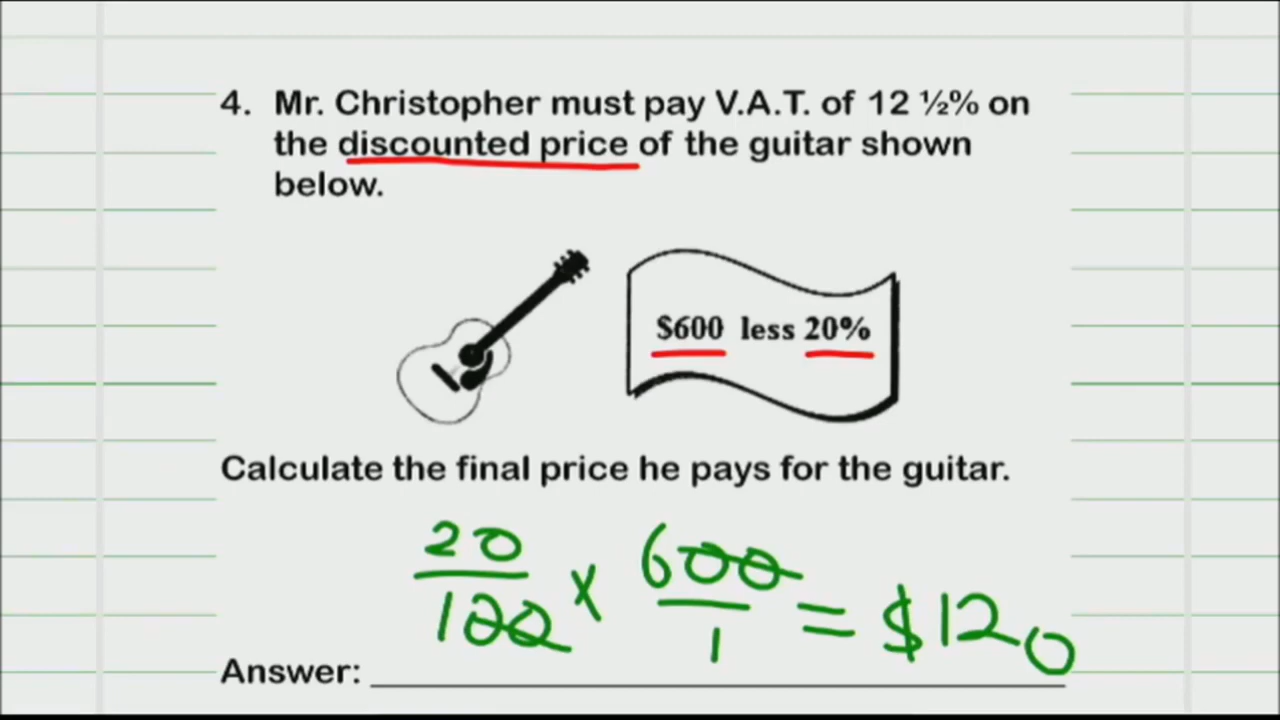 4. Mr. Christopher must pay V.A.T. of 12 ½% on
the discounted price of the guitar shown
below.
$600 less 20%
Calculate the final price he pays for the guitar.
20/100 x 600/1 = $120
Answer: